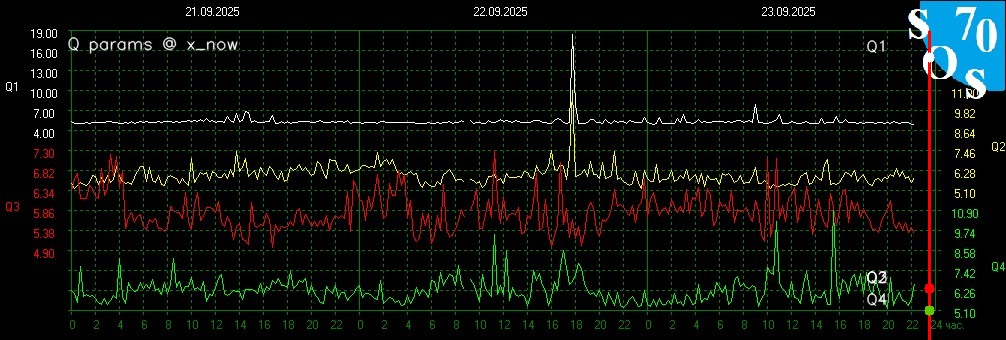 21.09.2025 22.09.2025 23.09.2025
Q params @ x_now
Q1
S 70
O
S
Q1
19.00
16.00
13.00
10.00
7.00
4.00
Q3
7.30
6.82
6.34
5.86
5.38
4.90
Q2
9.82
8.64
7.46
6.28
5.10
Q4
10.90
9.74
8.58
7.42
6.26
5.10
Q4
0 2 4 6 8 10 12 14 16 18 20 22 0 2 4 6 8 10 12 14 16 18 20 22 0 2 4 6 8 10 12 14 16 18 20 22 24 час.